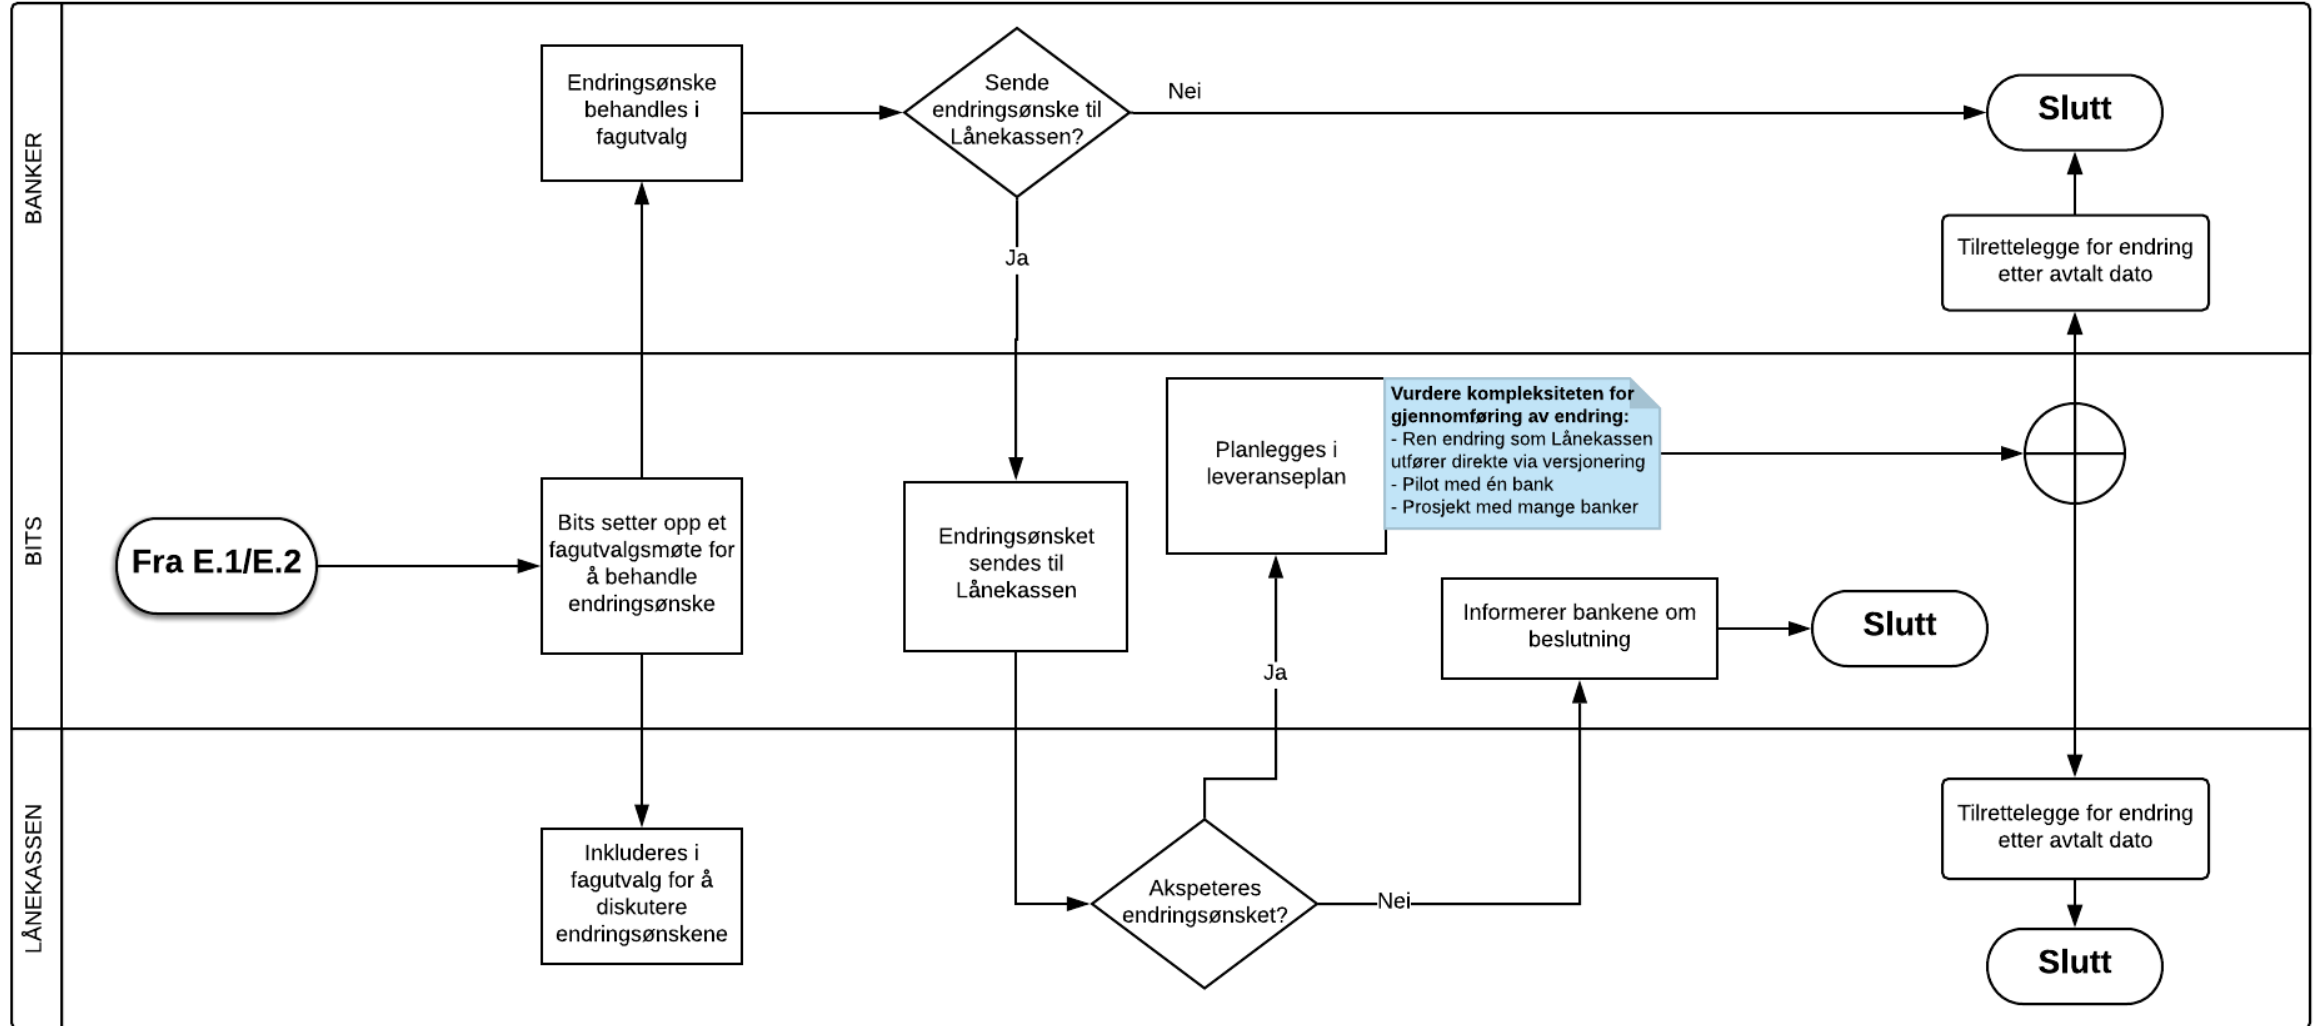 BANKER
Endringsønske
behandles i
fagutvalg
Sende
endringsønske til
Lånekassen?
Nei
Slutt
Ja
Tilrettelegge for endring
etter avtalt dato
BITS
Fra E.1/E.2
Bits setter opp et
fagutvalgsmøte for
å behandle
endringsønske
Endringsønsket
sendes til
Lånekassen
Planlegges i
leveranseplan
Vurdere kompleksiteten for
gjennomføring av endring:
- Ren endring som Lånekassen
utfører direkte via versjonering
- Pilot med én bank
- Prosjekt med mange banker
Informerer bankene om
beslutning
Slutt
Ja
LÅNEKASSEN
Inkluderes i
fagutvalg for å
diskutere
endringsønskene
Akspeteres
endringsønsket?
Nei
Tilrettelegge for endring
etter avtalt dato
Slutt